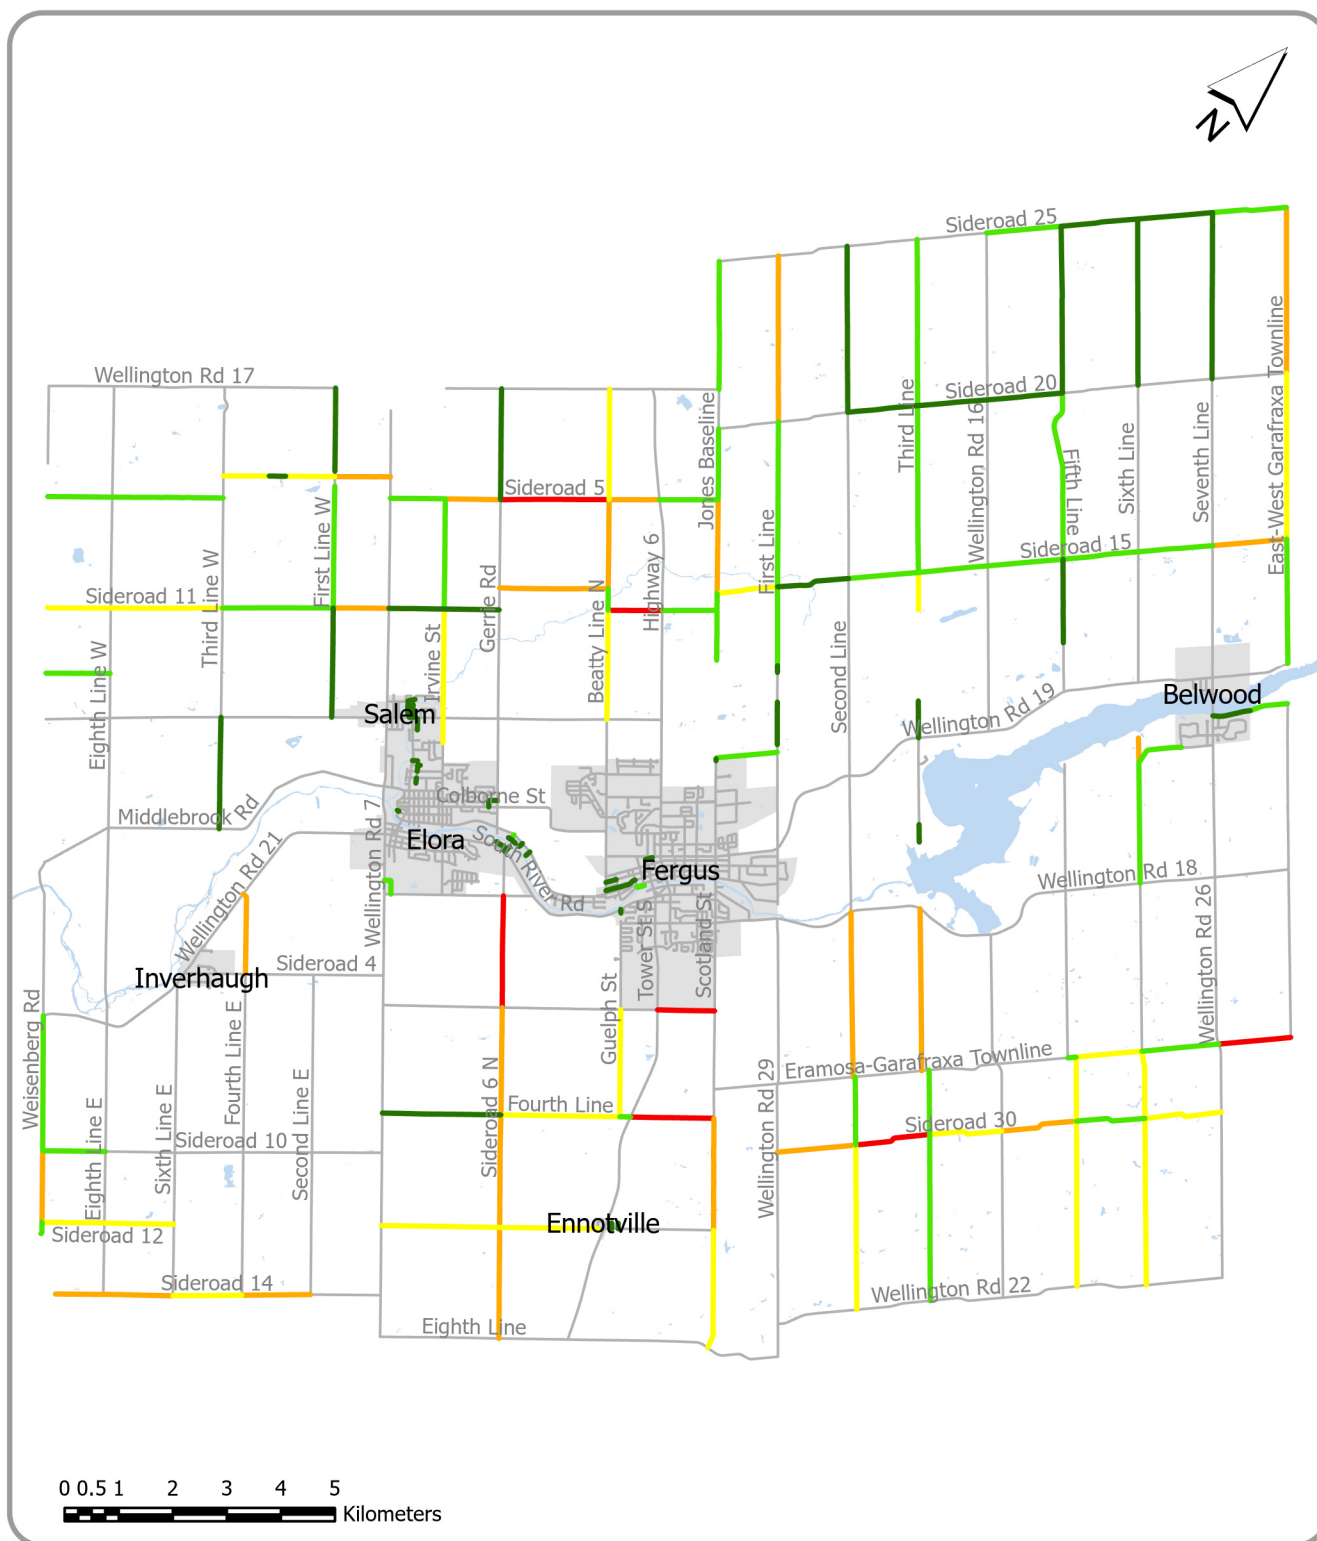 N
Sideroad 25
East-West Garafraxa Townline
Wellington Rd 17
Sideroad 20
Third Line
Jones Baseline
Wellington Rd 16
Seventh Line
Sixth Line
Fifth Line
Sideroad 5
First Line W
First Line
Highway 6
Sideroad 15
Third Line W
Sideroad 11
Gerrie Rd
Beatty Line N
Irvine St
Second Line
Eighth Line W
Salem
Belwood
Wellington Rd 19
Middlebrook Rd
Colborne St
Wellington Rd 7
Elora
South River Rd
Fergus
Wellington Rd 21
Wellington Rd 18
Wellington Rd 26
Tower St S
Scotland St
Inverhaugh
Sideroad 4
Guelph St
Weisenberg Rd
Fourth Line E
Eramosa-Garafraxa Townline
Wellington Rd 29
Sideroad 6 N
Fourth Line
Sideroad 30
Eighth Line E
Sixth Line E
Second Line E
Sideroad 10
Ennotville
Sideroad 12
Sideroad 14
Wellington Rd 22
Eighth Line
0 0.5 1 2 3 4 5
Kilometers